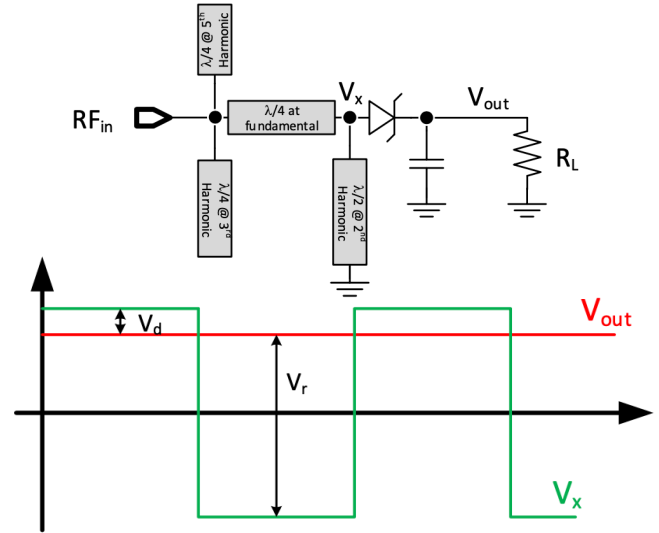 λ/4 @ 5th
Harmonic
RFin
λ/4 at
fundamental
Vx
Vout
RL
λ/4 @ 3rd
Harmonic
λ/2 @ 2nd
Harmonic
Vd
Vout
Vr
Vx